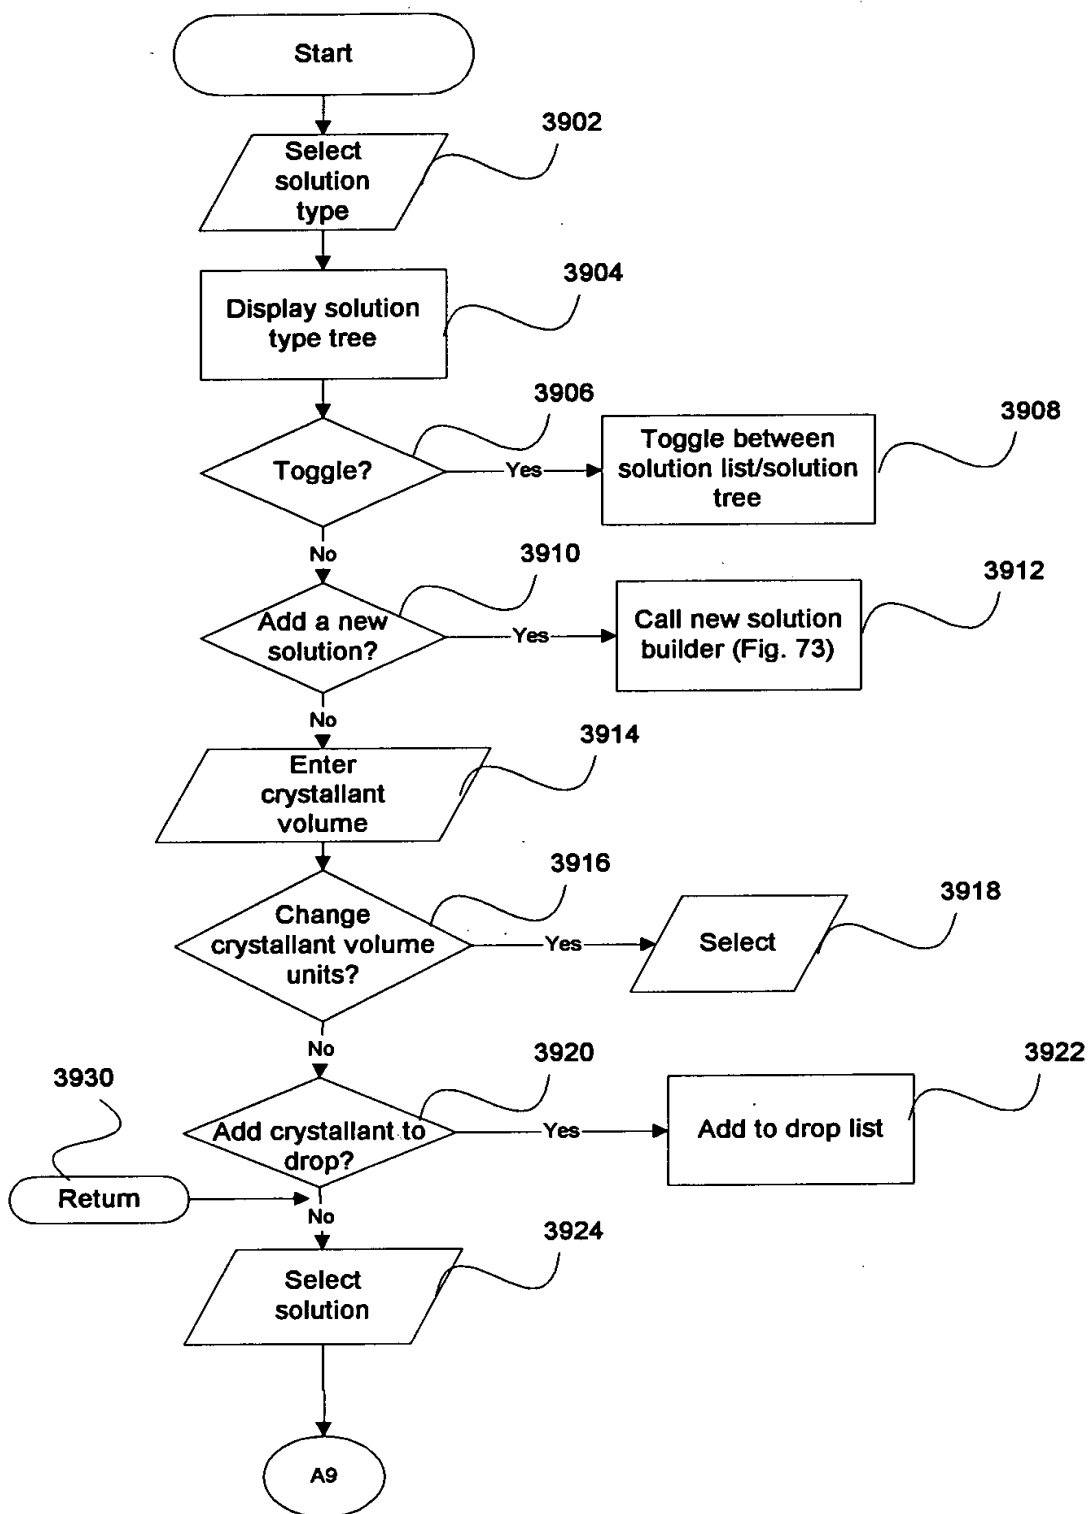 Start
3902
Select
solution
type
3904
Display solution
type tree
3906
Toggle?
Yes
3908
Toggle between
solution list/solution
tree
No
3910
Add a new
solution?
Yes
3912
Call new solution
builder (Fig. 73)
No
3914
Enter
crystallant
volume
3916
Change
crystallant volume
units?
Yes
3918
Select
No
3920
Add crystallant to
drop?
Yes
3922
Add to drop list
3930
Return
No
3924
Select
solution
A9